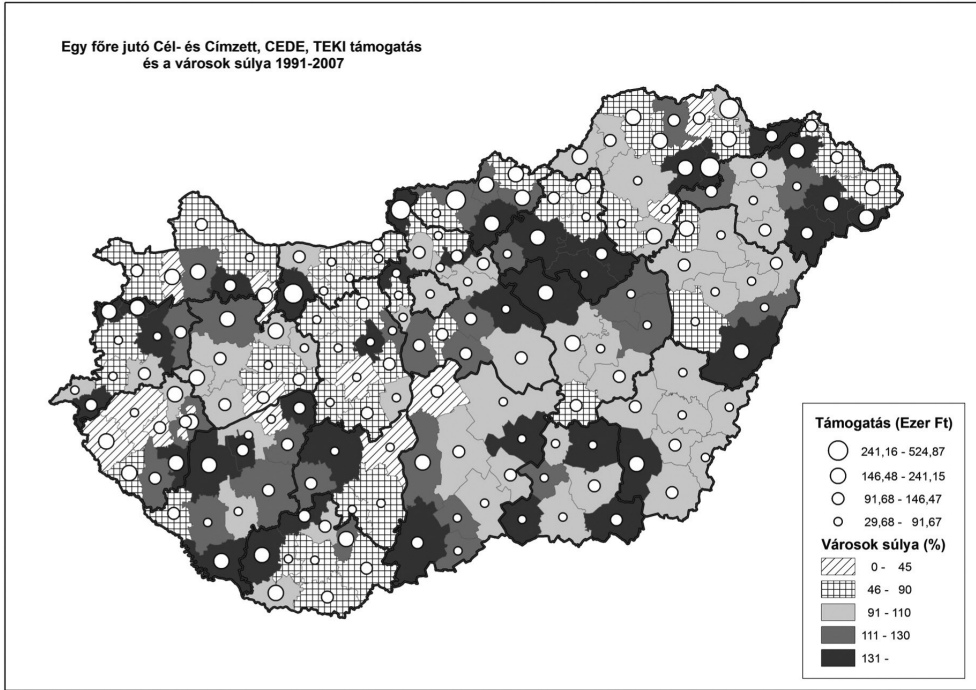 Egy főre jutó Cél- és Címzett, CEDE, TEKI támogatás
és a városok súlya 1991-2007
Támogatás (Ezer Ft)
241,16 - 524,87
146,48 - 241,15
91,68 - 146,47
29,68 - 91,67
Városok súlya (%)
0 - 45
46 - 90
91 - 110
111 - 130
131 -